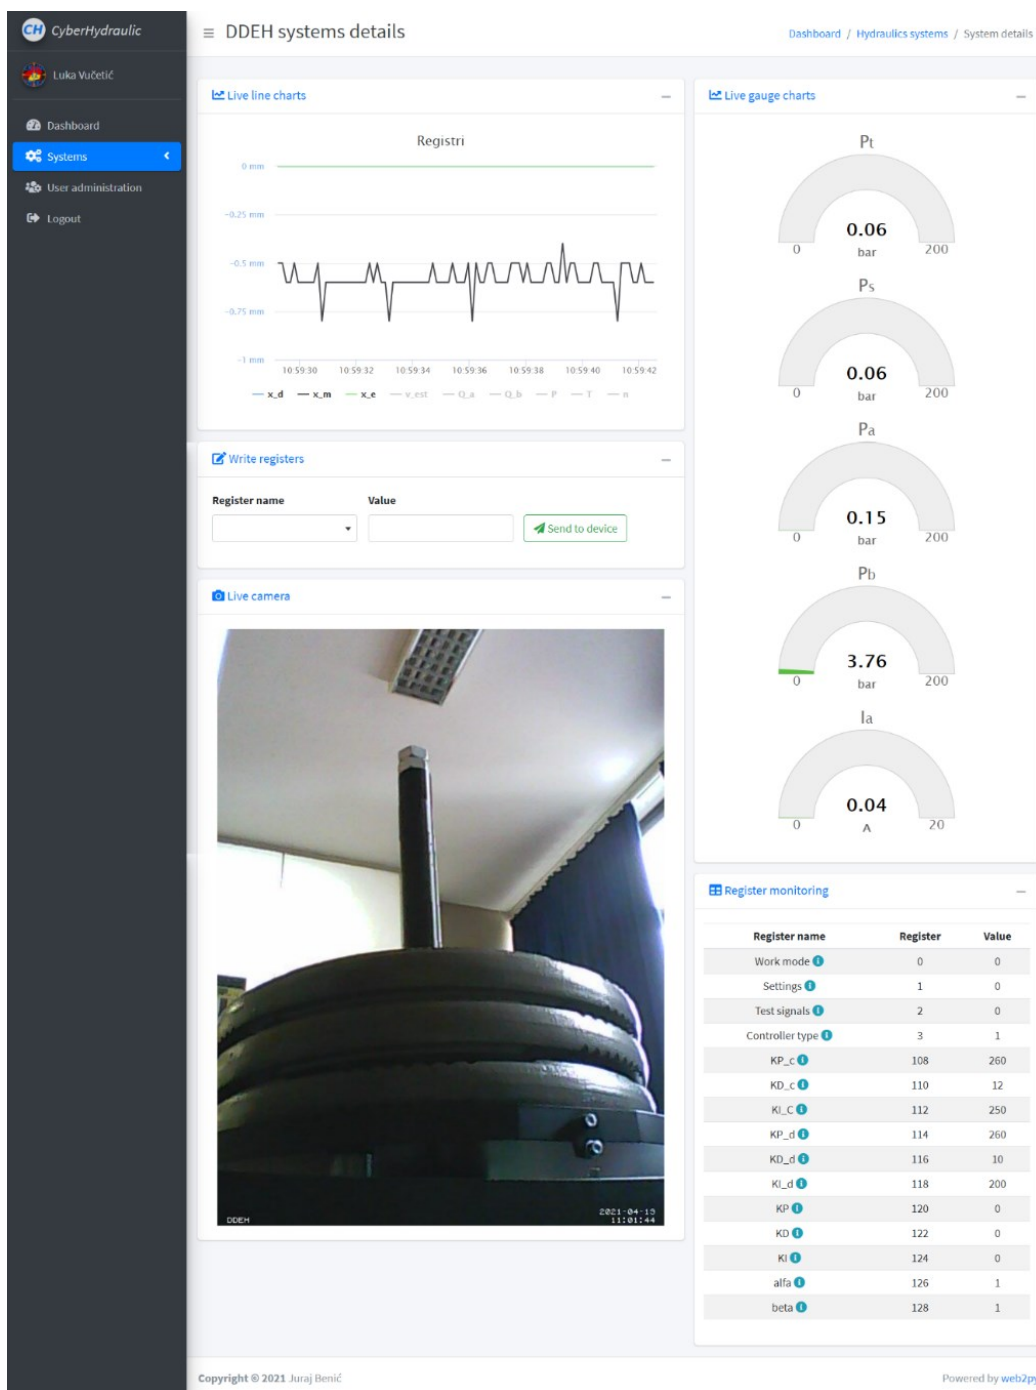 CH CyberHydraulic
DDEH systems details
Dashboard / Hydraulics systems / System details
Luka Vučetić
Dashboard
Systems
User administration
Logout
Live line charts
Registri
0 mm
-0.25 mm
-0.5 mm
-0.75 mm
-1 mm
10:59:30 10:59:32 10:59:34 10:59:36 10:59:38 10:59:40 10:59:42
x_d x_m x_e v_est Q_a Q_b P T n
Write registers
Register name Value
Send to device
Live camera
DDEH
2021-04-13
11:01:44
Live gauge charts
Pt
0.06
0 bar 200
Ps
0.06
0 bar 200
Pa
0.15
0 bar 200
Pb
3.76
0 bar 200
Ia
0.04
0 A 20
Register monitoring
Register name Register Value
Work mode 0 0
Settings 1 0
Test signals 2 0
Controller type 3 1
KP_c 108 260
KD_c 110 12
KI_C 112 250
KP_d 114 260
KD_d 116 10
KI_d 118 200
KP 120 0
KD 122 0
KI 124 0
alfa 126 1
beta 128 1
Copyright © 2021 Juraj Benić
Powered by web2py